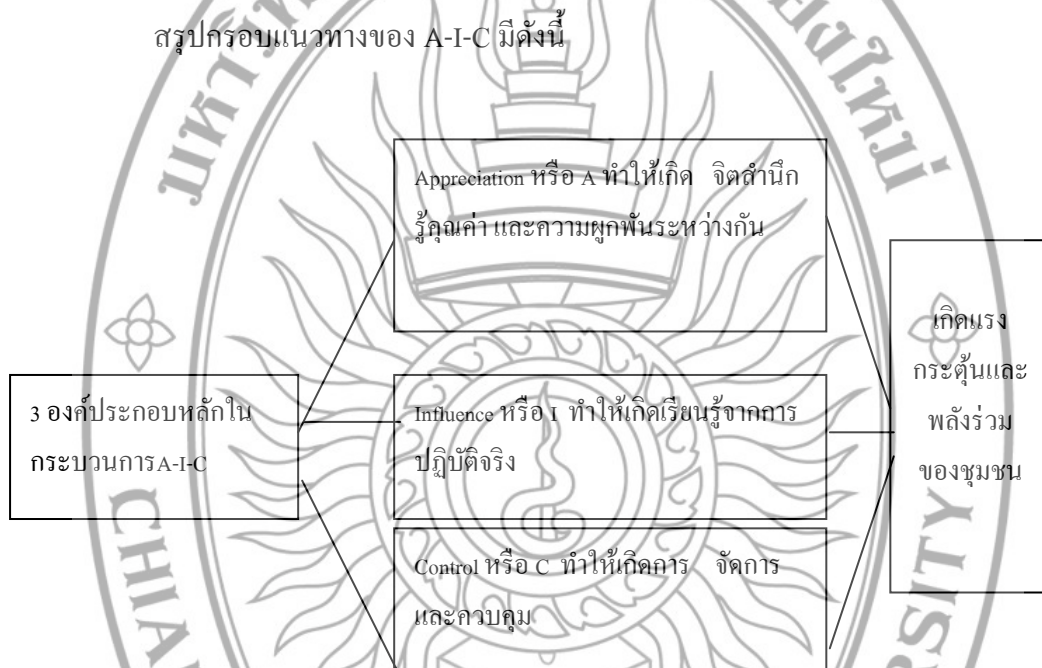 สรุปกรอบแนวทางของ A-I-C มีดังนี้
Appreciation หรือ A ทำให้เกิด จิตสำนึก
รู้คุณค่า และความผูกพันระหว่างกัน
3 องค์ประกอบหลักใน
กระบวนการA-I-C
Influence หรือ I ทำให้เกิดเรียนรู้จากการ
ปฏิบัติจริง
Control หรือ C ทำให้เกิดการ จัดการ
และควบคุม
เกิดแรง
กระตุ้นและ
พลังร่วม
ของชุมชน